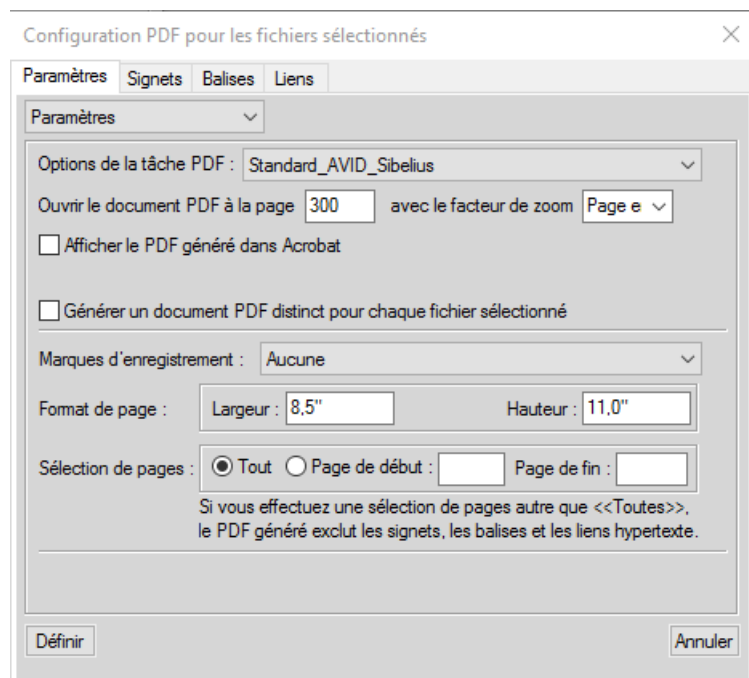 Configuration PDF pour les fichiers sélectionnés
Paramètres Signets Balises Liens
Paramètres
Options de la tâche PDF : Standard_AVID_Sibelius
Ouvrir le document PDF à la page 300 avec le facteur de zoom Page e
Afficher le PDF généré dans Acrobat
Générer un document PDF distinct pour chaque fichier sélectionné
Marques d'enregistrement : Aucune
Format de page : Largeur : 8,5" Hauteur : 11,0"
Sélection de pages : Tout Page de début : Page de fin :
Si vous effectuez une sélection de pages autre que <<Toutes>>,
le PDF généré exclut les signets, les balises et les liens hypertexte.
Définir Annuler